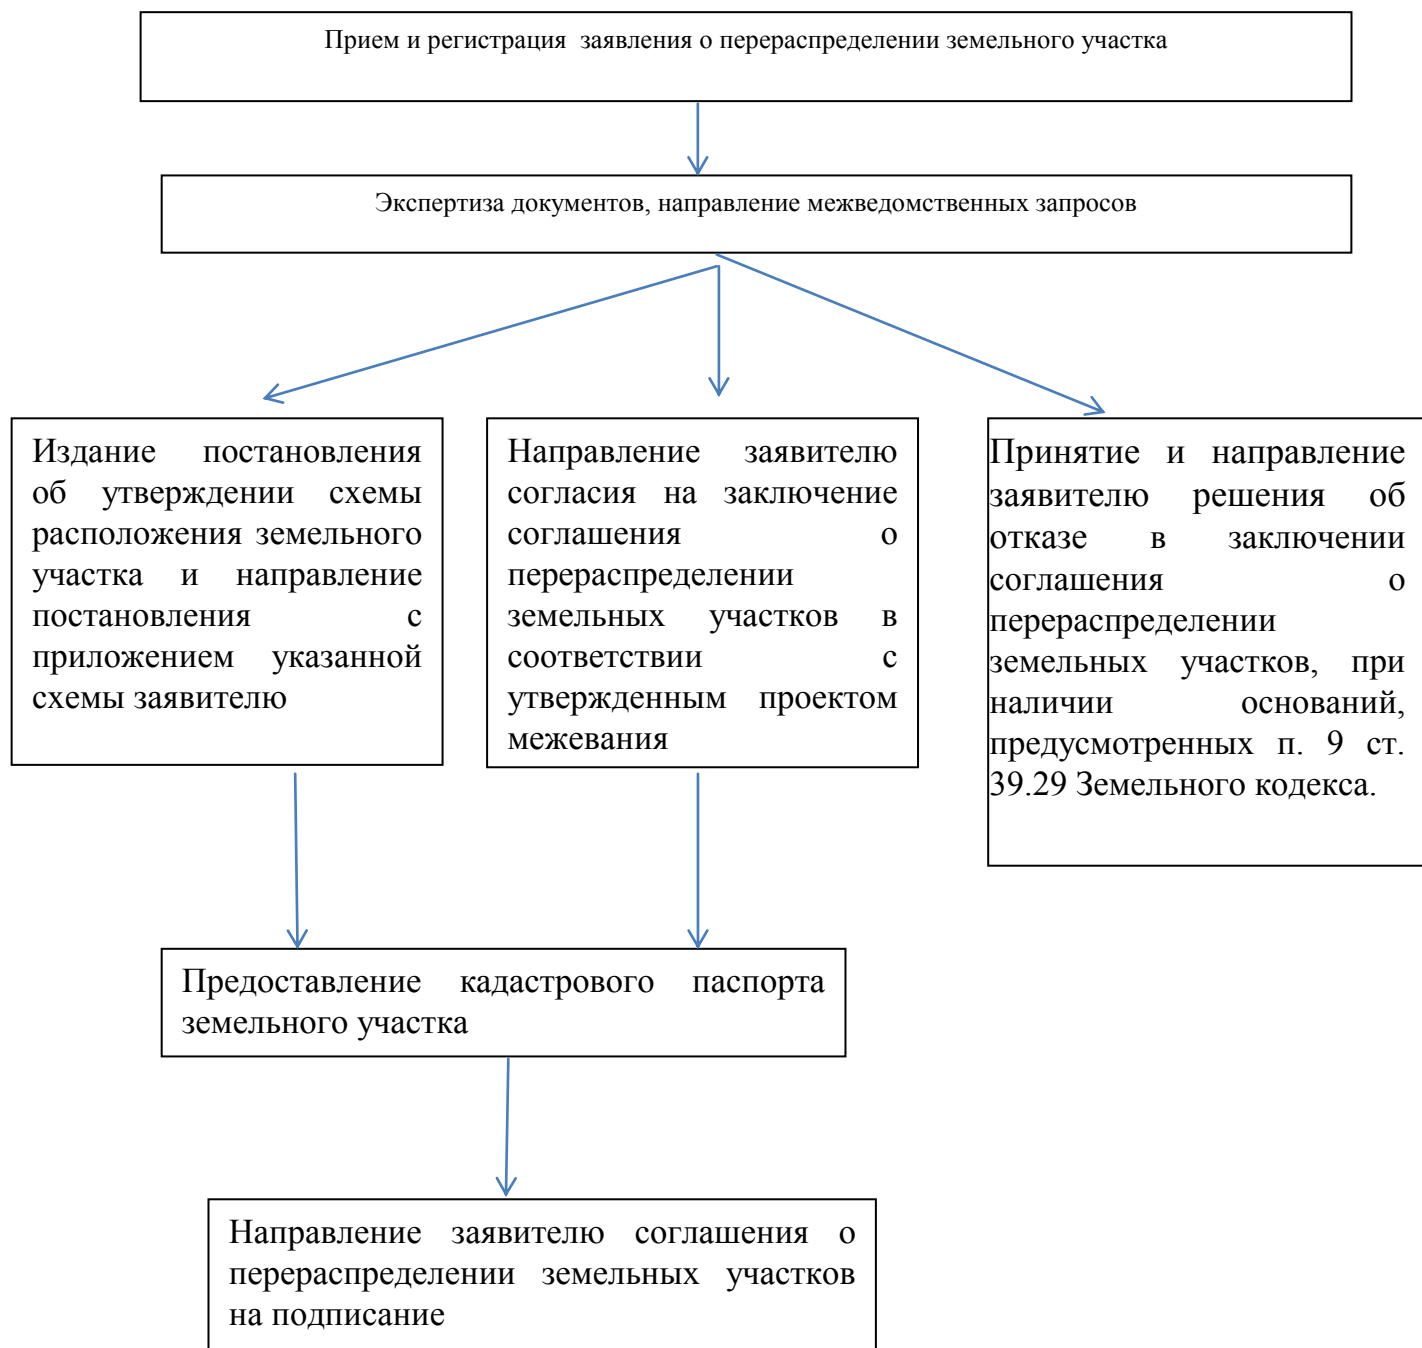 Прием и регистрация  заявления о перераспределении земельного участка
Экспертиза документов, направление межведомственных запросов
Издание постановления
об утверждении схемы
расположения земельного
участка и направление
постановления с
приложением указанной
схемы заявителю
Направление заявителю
согласия на заключение
соглашения о
перераспределении
земельных участков в
соответствии с
утвержденным проектом
межевания
Принятие и направление
заявителю решения об
отказе в заключении
соглашения о
перераспределении
земельных участков, при
наличии оснований,
предусмотренных п. 9 ст.
39.29 Земельного кодекса.
Предоставление кадастрового паспорта
земельного участка
Направление заявителю соглашения о
перераспределении земельных участков
на подписание